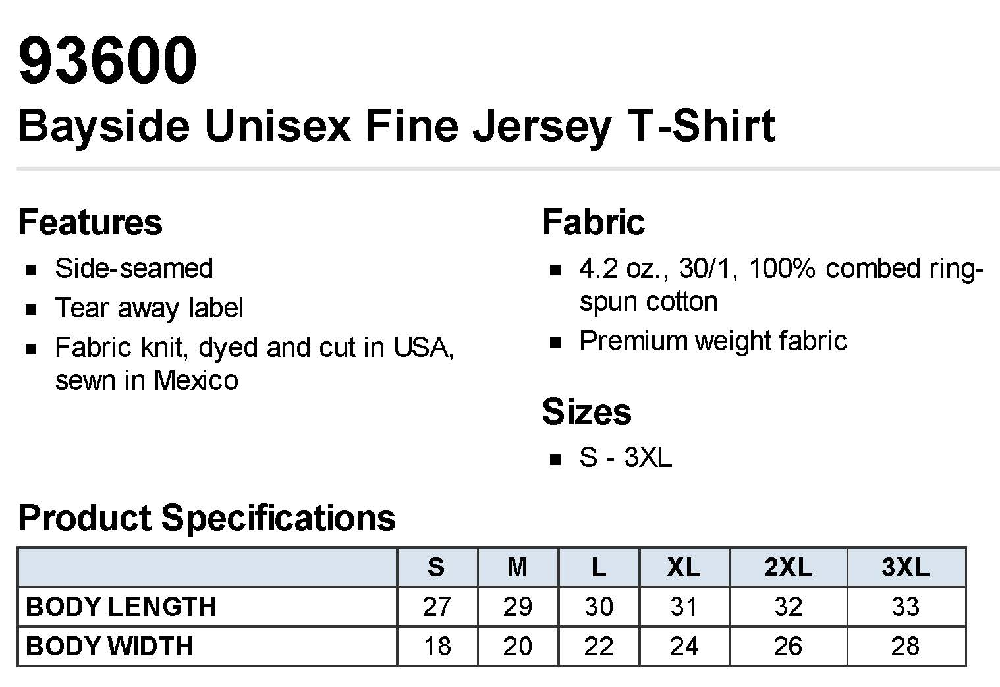 93600
Bayside Unisex Fine Jersey T-Shirt
Features
Side-seamed
Tear away label
Fabric knit, dyed and cut in USA,
sewn in Mexico
Fabric
4.2 oz., 30/1, 100% combed ring-
spun cotton
Premium weight fabric
Sizes
S - 3XL
Product Specifications
S M L XL 2XL 3XL
BODY LENGTH 27 29 30 31 32 33
BODY WIDTH 18 20 22 24 26 28